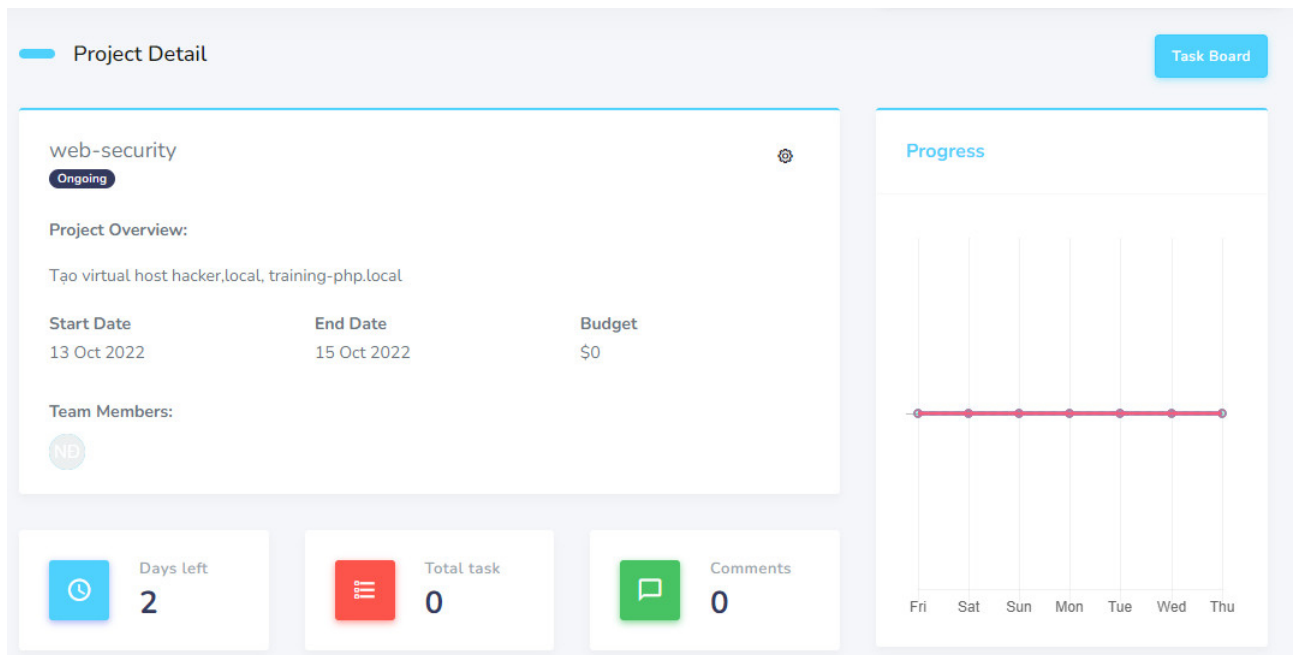 Project Detail
Task Board
web-security
Ongoing
Project Overview:
Tạo virtual host hacker,local, training-php.local
Start Date
End Date
Budget
13 Oct 2022
15 Oct 2022
$0
Team Members:
NĐ
Days left
2
Total task
0
Comments
0
Progress
Fri Sat Sun Mon Tue Wed Thu